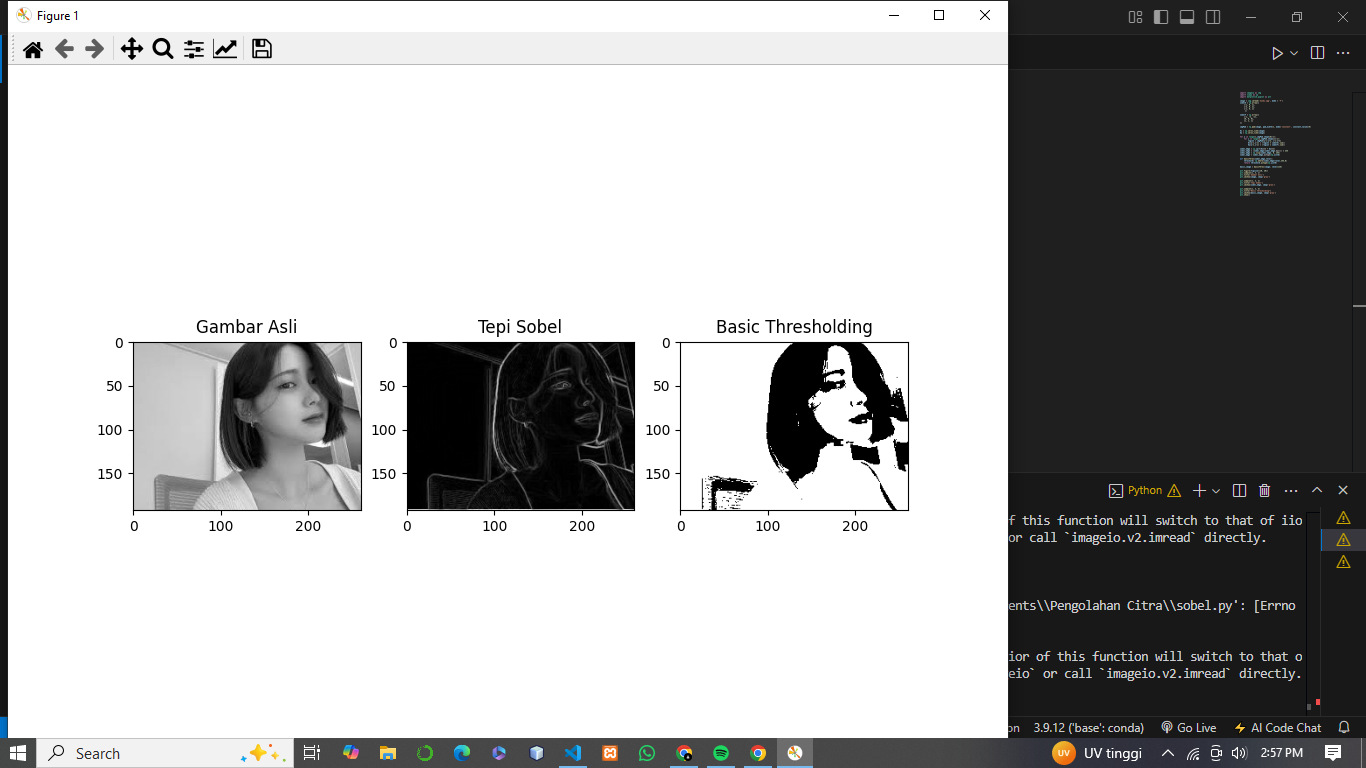 Figure 1
Gambar Asli
Tepi Sobel
Basic Thresholding
0
50
100
150
0
100
200
0
50
100
150
0
100
200
0
50
100
150
0
100
200
Python
f this function will switch to that of iio
or call `imageio.v2.imread` directly.
ents\\Pengolahan Citra\\sobel.py': [Errno
ior of this function will switch to that o
eio` or call `imageio.v2.imread` directly.
on
3.9.12 ('base': conda)
Go Live
AI Code Chat
Search
UV
UV tinggi
2:57 PM